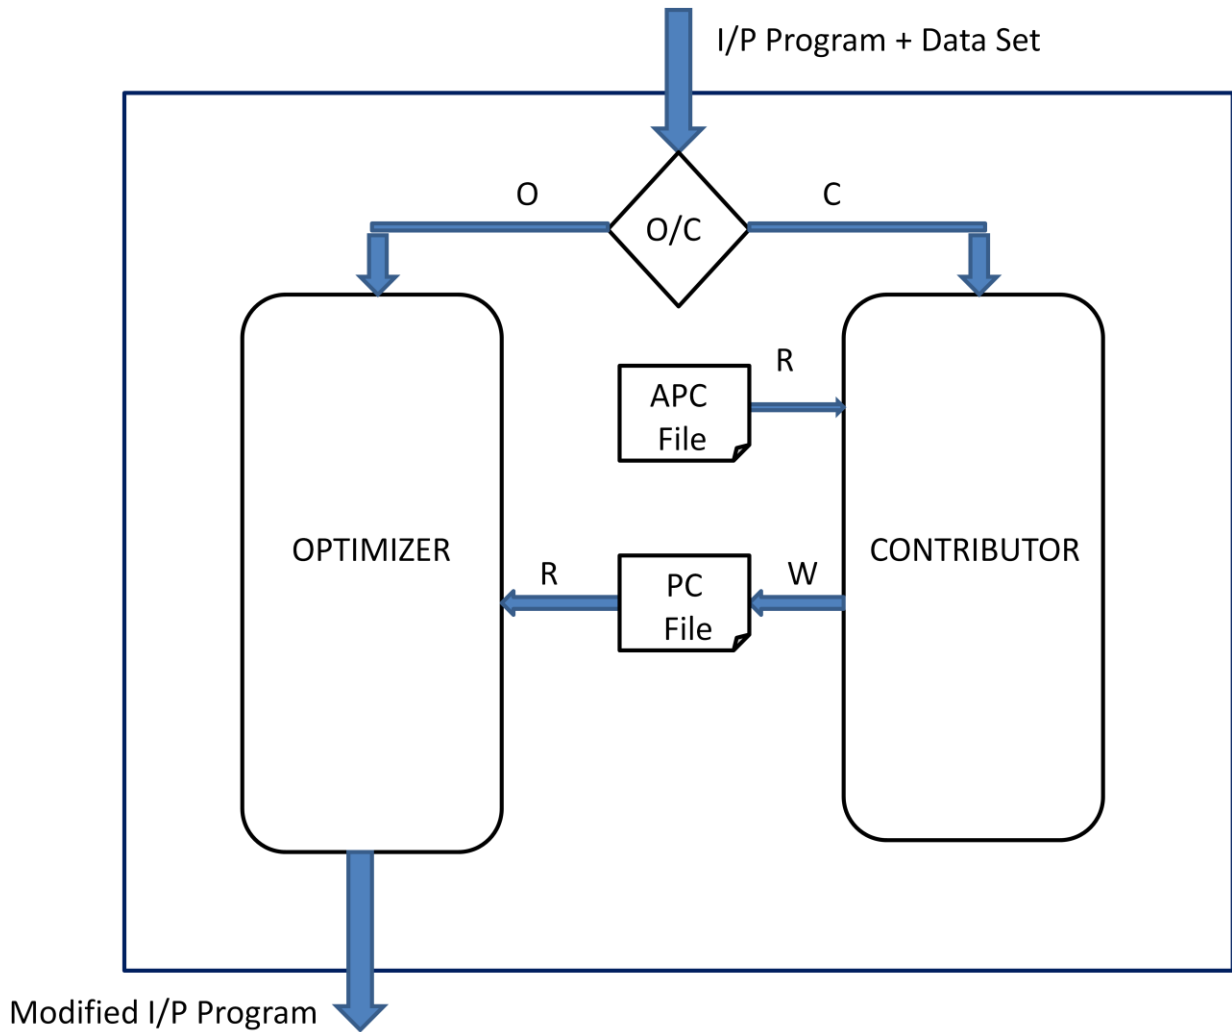 I/P Program + Data Set
O
C
O/C
R
APC
File
OPTIMIZER
CONTRIBUTOR
R
PC
File
W
Modified I/P Program